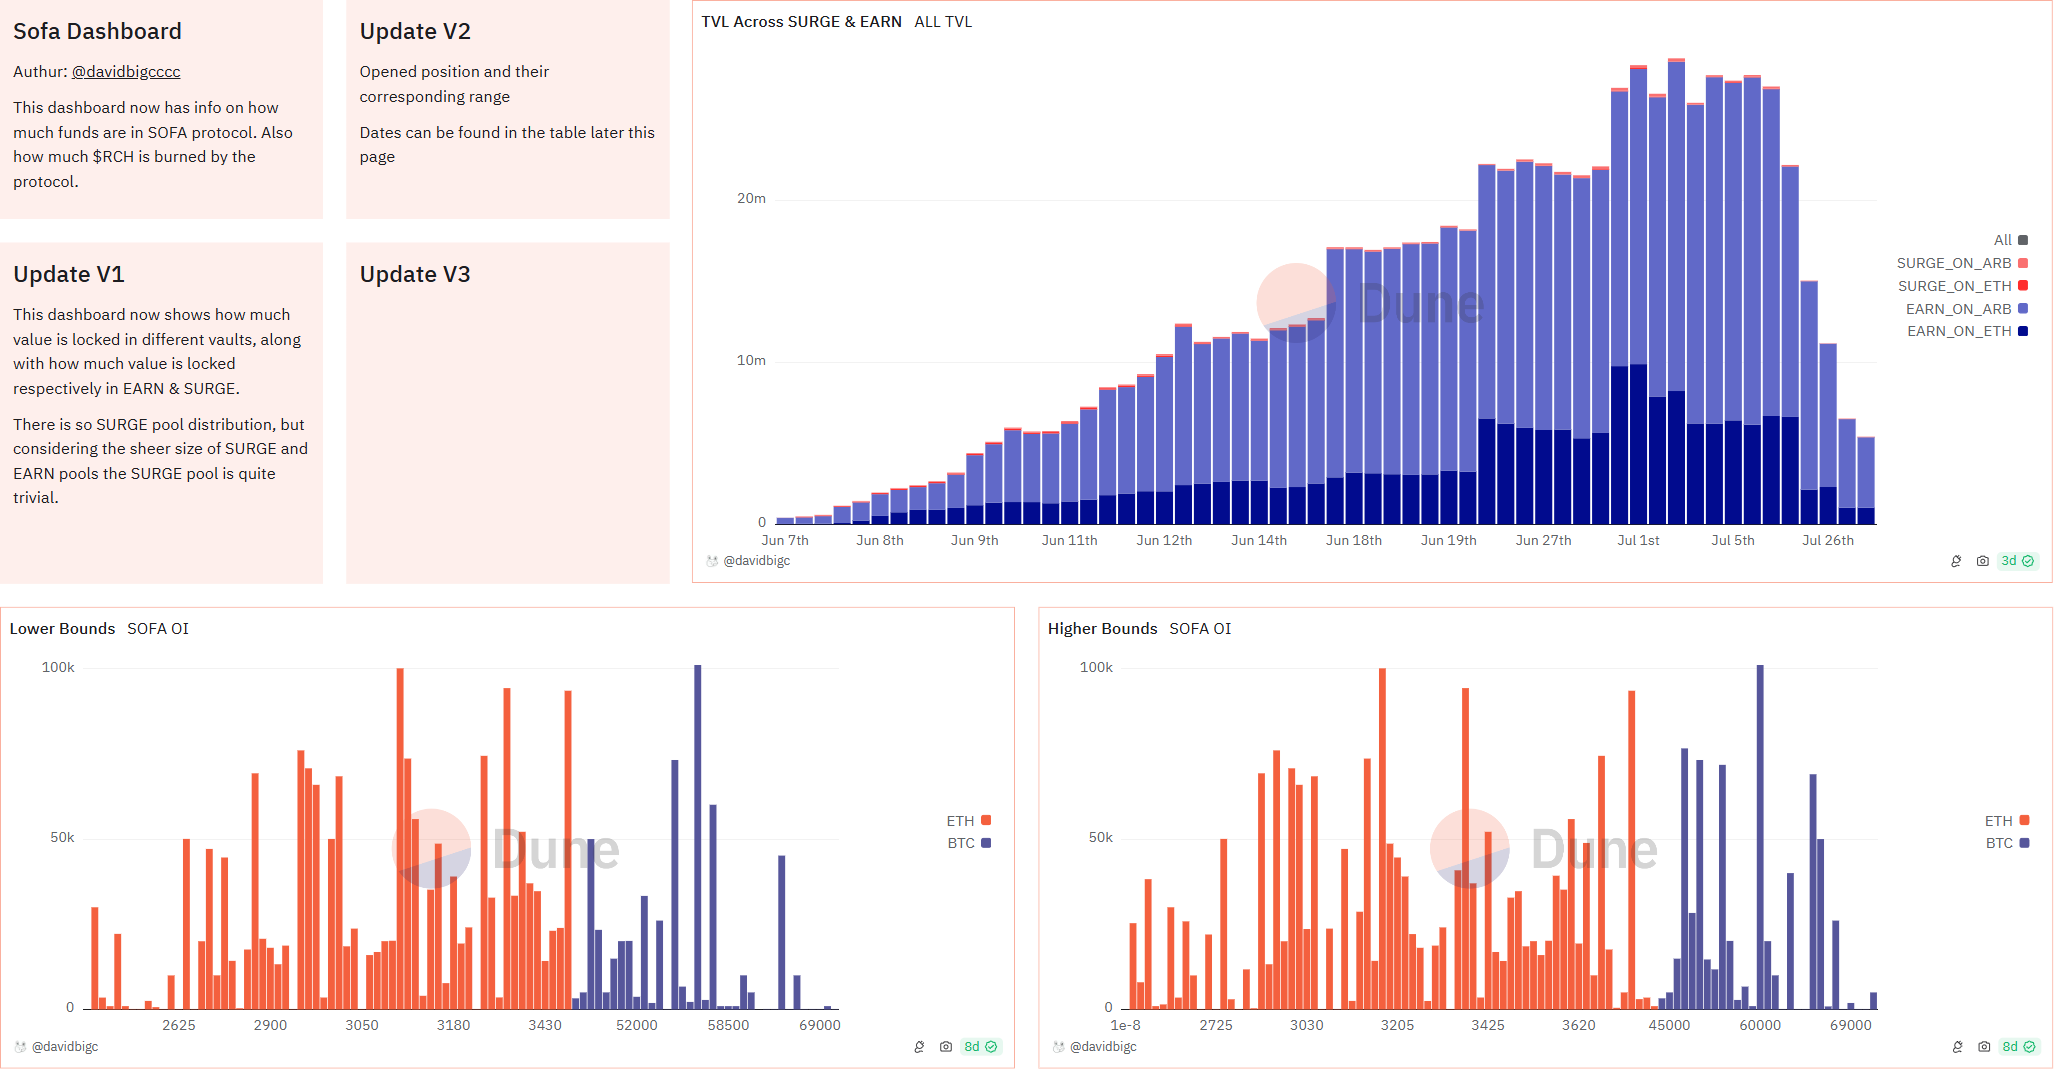 Sofa Dashboard
Authur: @davidbigcccc
This dashboard now has info on how
much funds are in SOFA protocol. Also
how much $RCH is burned by the
protocol.
Update V2
Opened position and their
corresponding range
Dates can be found in the table later this
page
Update V1
This dashboard now shows how much
value is locked in different vaults, along
with how much value is locked
respectively in EARN & SURGE.
There is so SURGE pool distribution, but
considering the sheer size of SURGE and
EARN pools the SURGE pool is quite
trivial.
Update V3
TVL Across SURGE & EARN ALL TVL
20m
10m
0
Jun 7th Jun 8th Jun 9th Jun 11th Jun 12th Jun 14th Jun 18th Jun 19th Jun 27th Jul 1st Jul 5th Jul 26th
Dune
All
SURGE_ON_ARB
SURGE_ON_ETH
EARN_ON_ARB
EARN_ON_ETH
@davidbigc
3d
Lower Bounds SOFA OI
100k
50k
0
2625 2900 3050 3180 3430 52000 58500 69000
Dune
ETH
BTC
@davidbigc
8d
Higher Bounds SOFA OI
100k
50k
0
1e-8 2725 3030 3205 3425 3620 45000 60000 69000
Dune
ETH
BTC
@davidbigc
8d